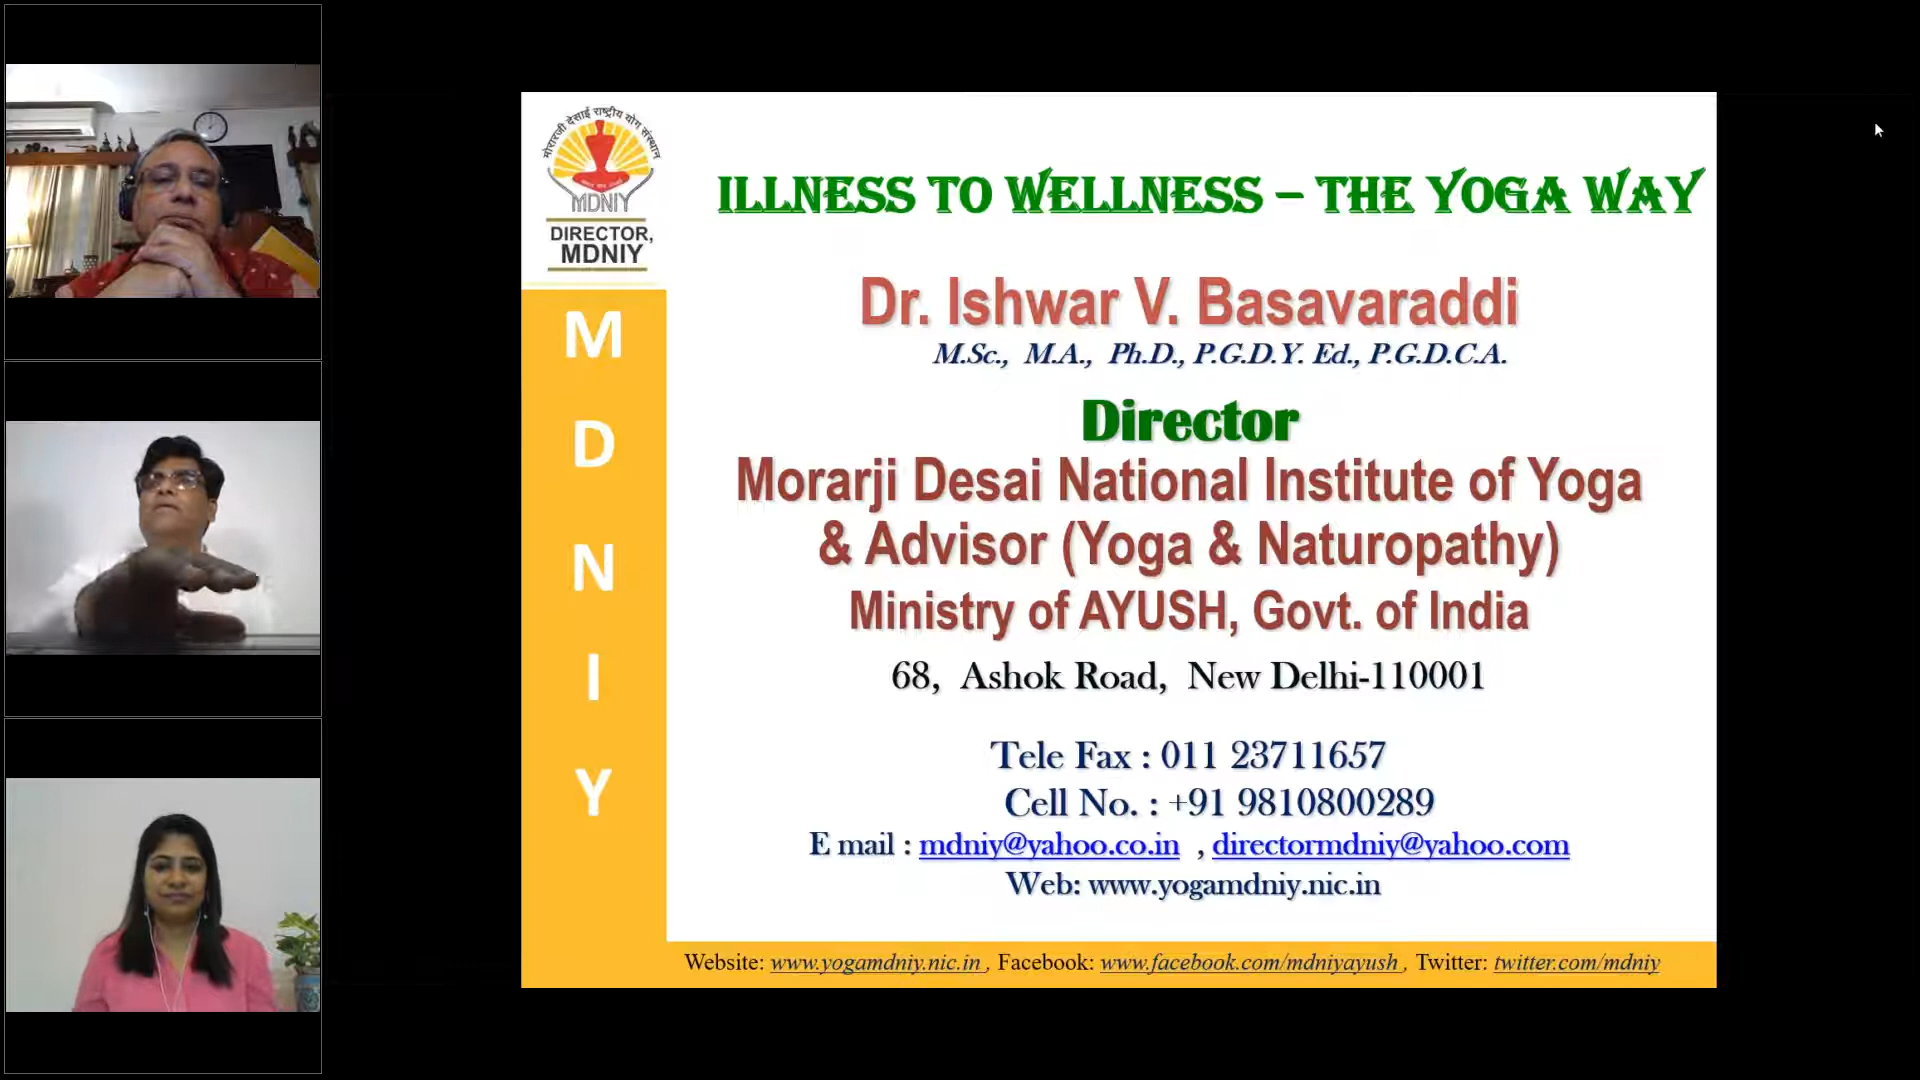 मोरारजी देसाई राष्ट्रीय योग संस्थान
MDNIY
DIRECTOR,
MDNIY
M
D
N
I
Y
ILLNESS TO WELLNESS – THE YOGA WAY
Dr. Ishwar V. Basavaraddi
M.Sc., M.A., Ph.D., P.G.D.Y. Ed., P.G.D.C.A.
Director
Morarji Desai National Institute of Yoga
& Advisor (Yoga & Naturopathy)
Ministry of AYUSH, Govt. of India
68, Ashok Road, New Delhi-110001
Tele Fax : 011 23711657
Cell No. : +91 9810800289
E mail : mdniy@yahoo.co.in , directormdniy@yahoo.com
Web: www.yogamdniy.nic.in
Website: www.yogamdniy.nic.in , Facebook: www.facebook.com/mdniyayush , Twitter: twitter.com/mdniy